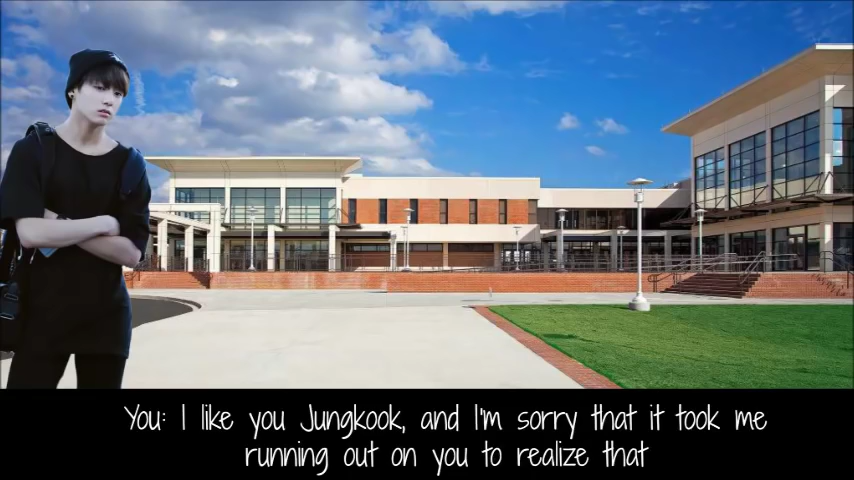 You: I like you Jungkook, and I'm sorry that it took me
running out on you to realize that